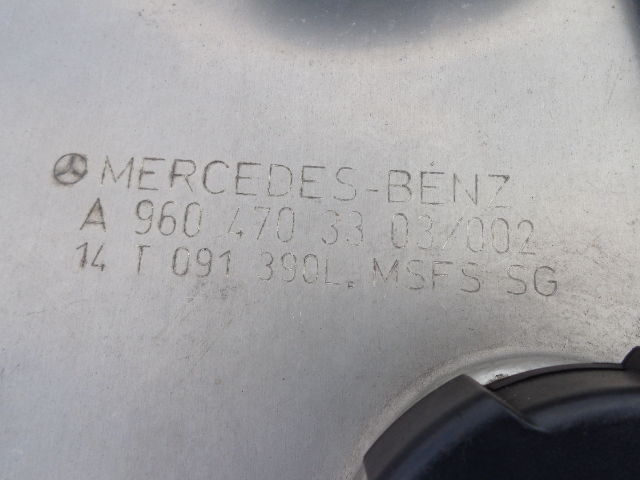 MERCEDES-BENZ
A 960 470 33 03/002
14 T 091 390L. MSFS SG